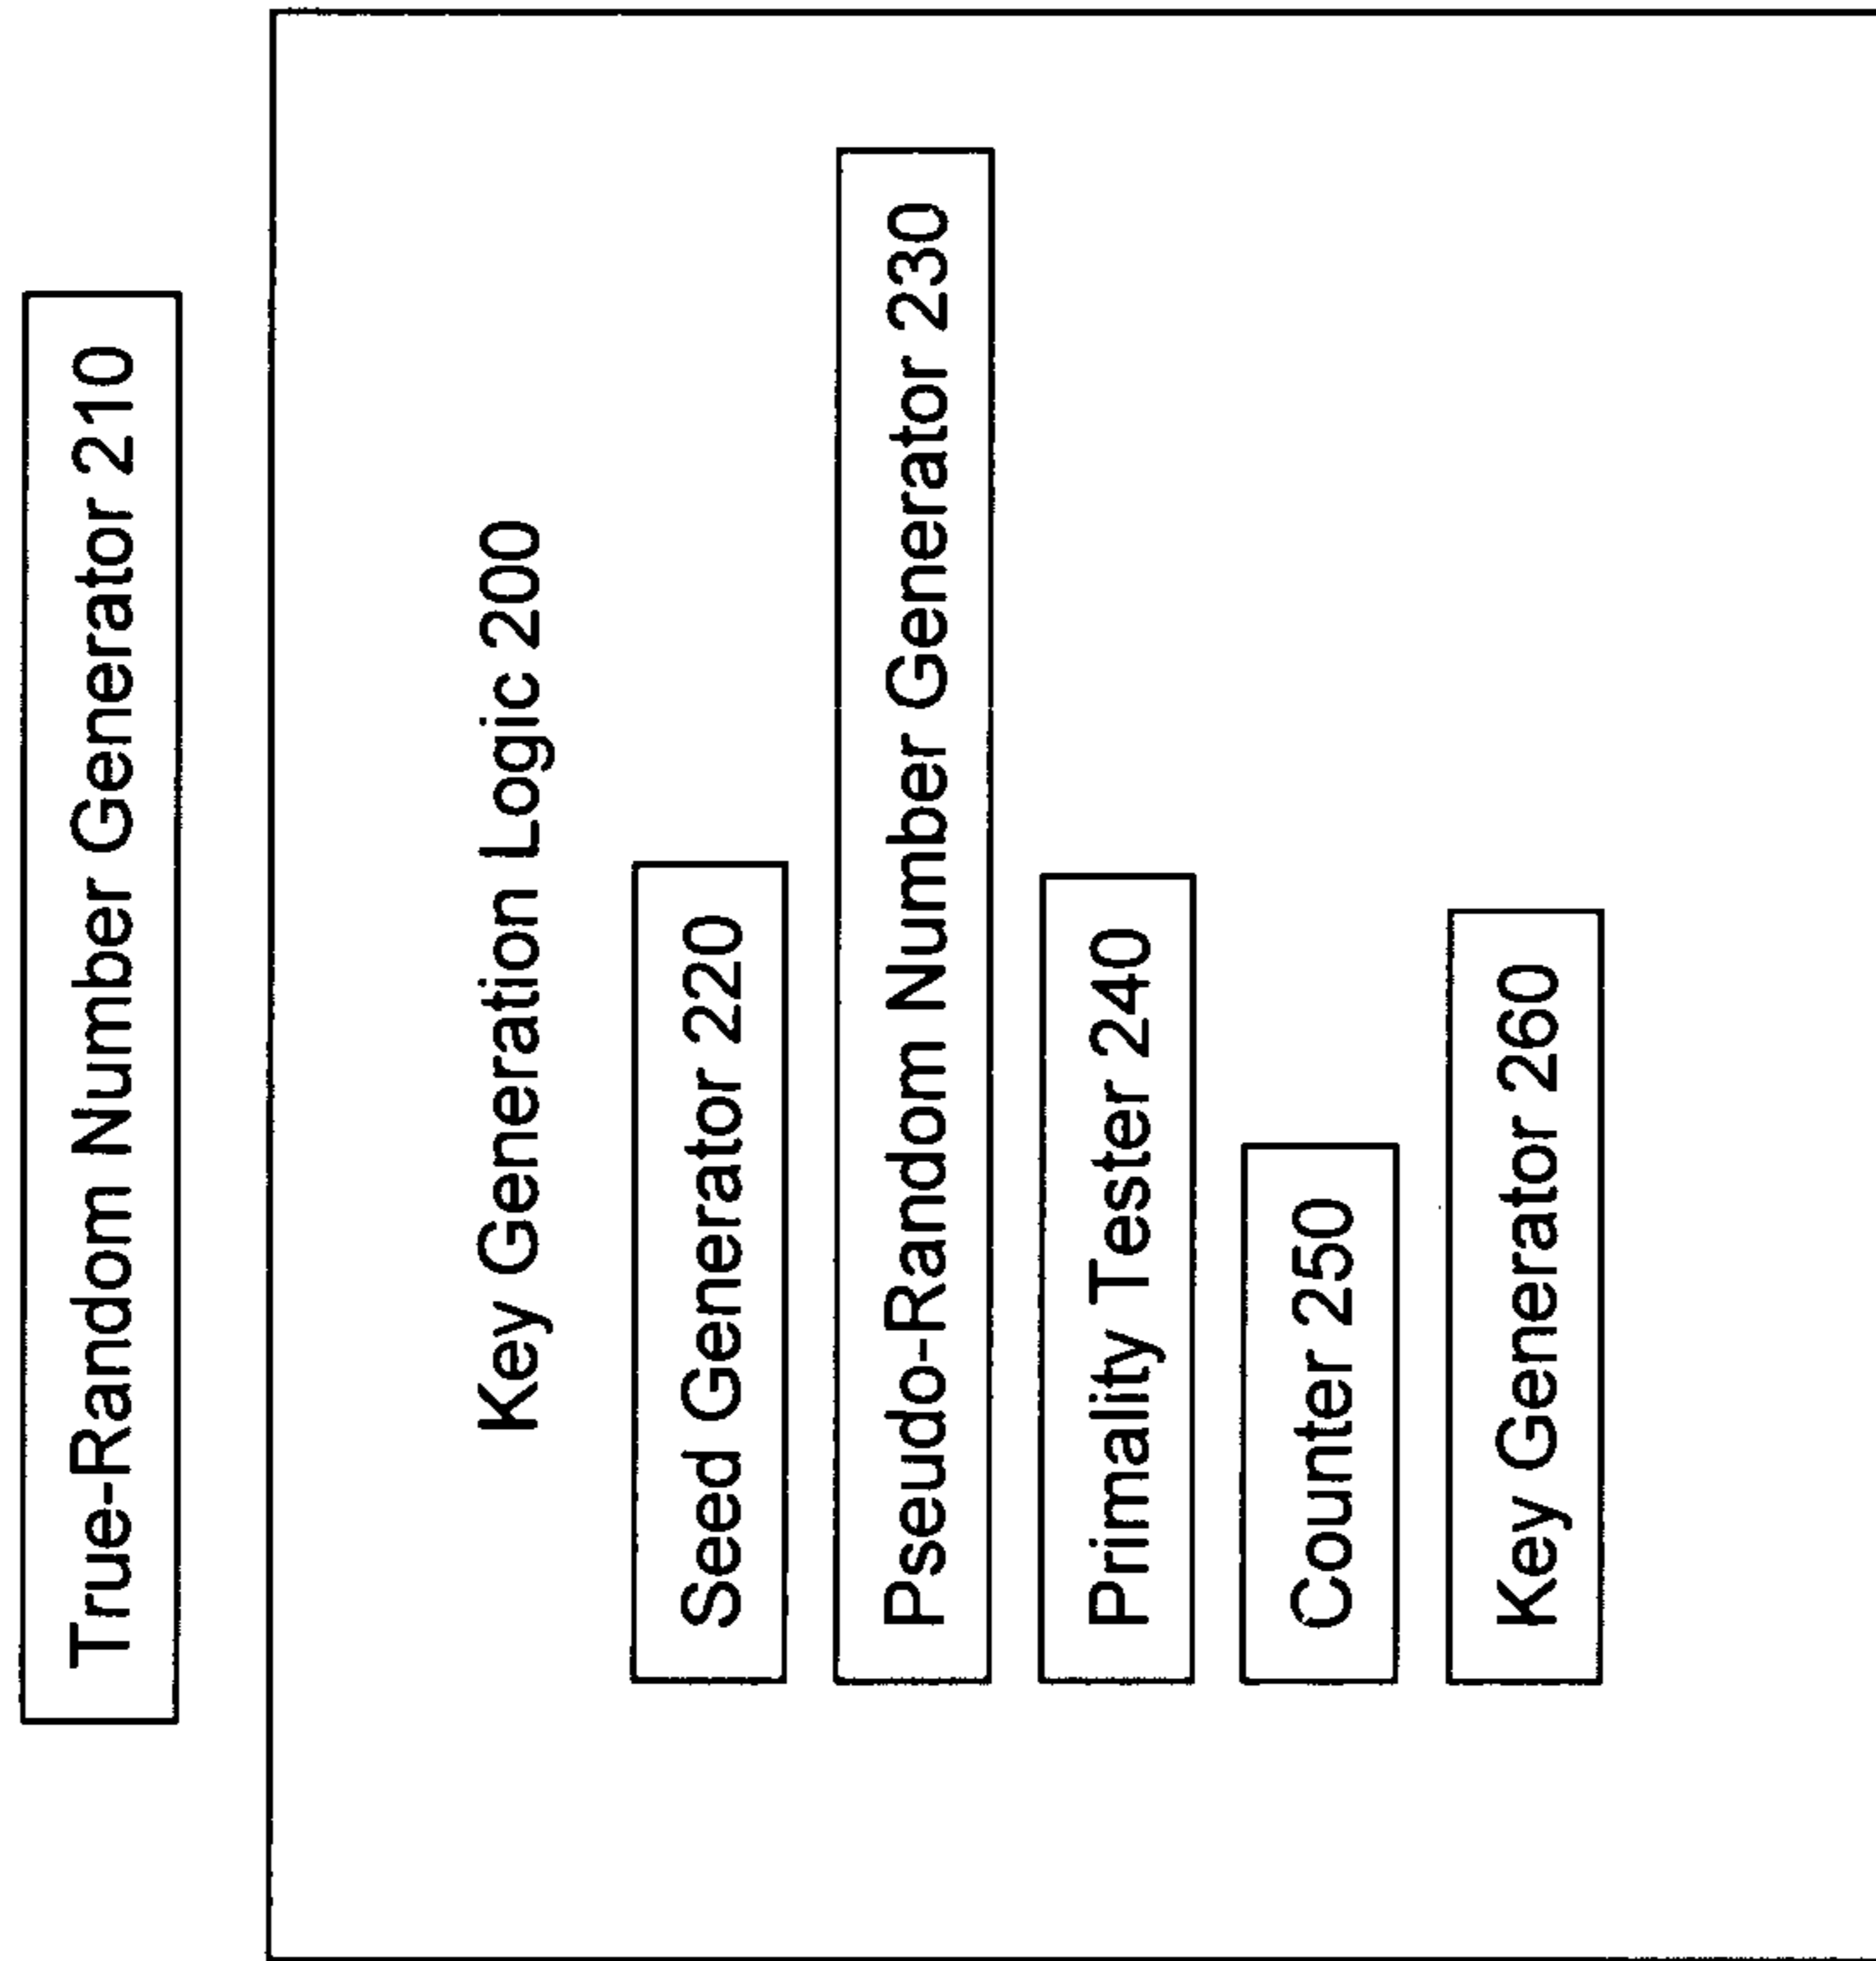 True-Random Number Generator 210
Key Generation Logic 200
Seed Generator 220
Pseudo-Random Number Generator 230
Primality Tester 240
Counter 250
Key Generator 260